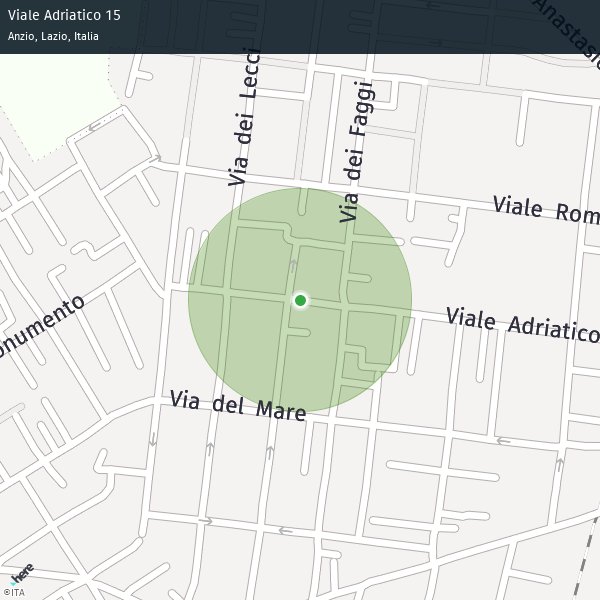 Viale Adriatico 15
Anzio, Lazio, Italia
Anastasio
Via dei Lecci
Via dei Faggi
Viale Rom
onumento
Viale Adriatico
Via del Mare
here
©ITA